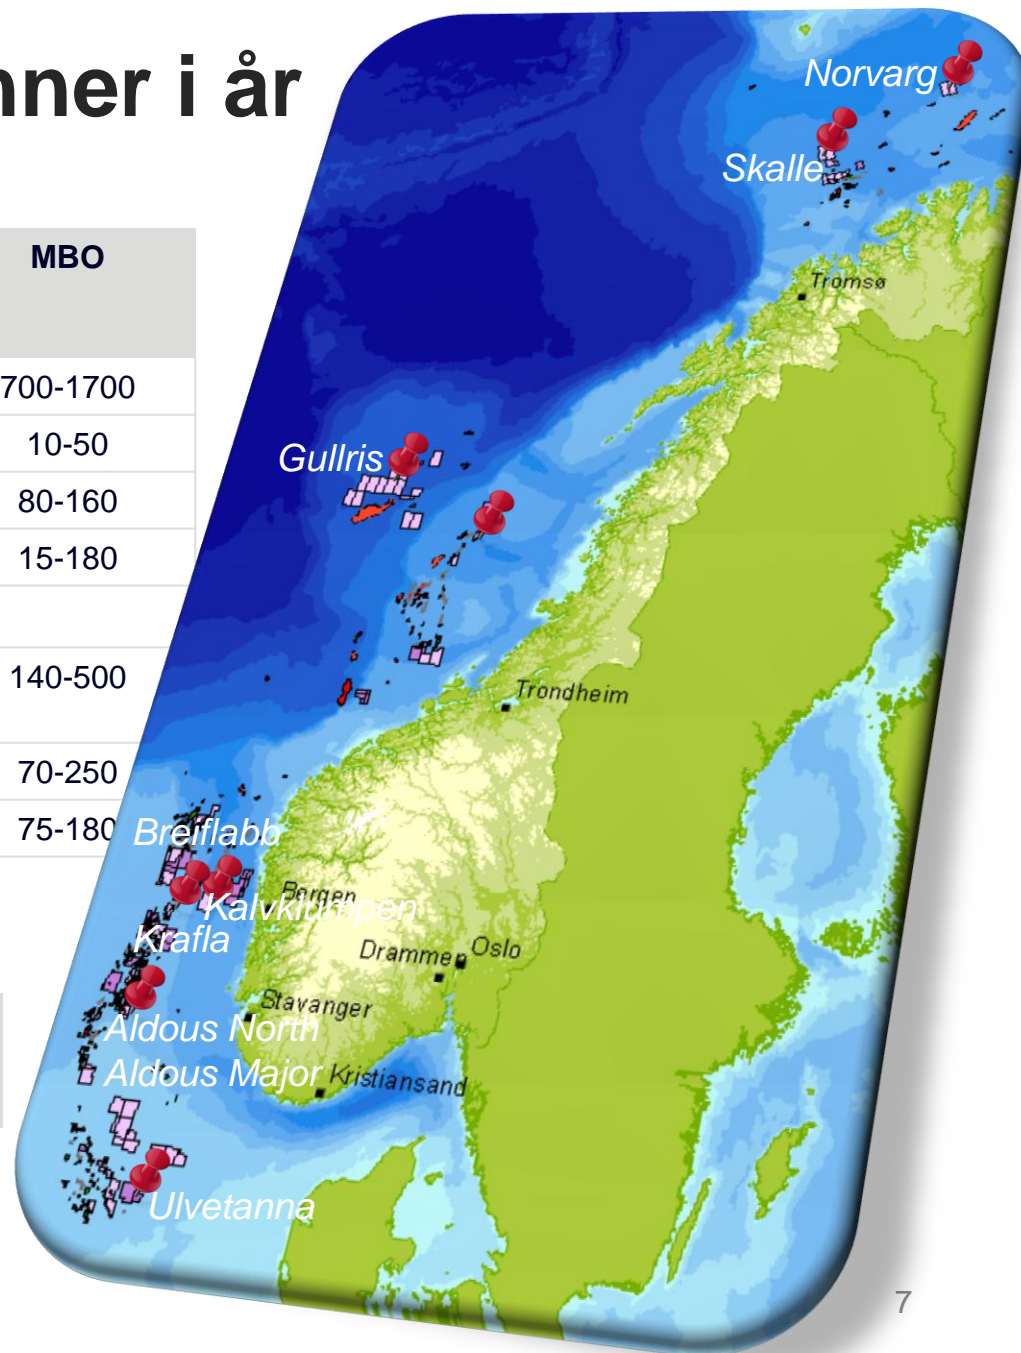 nner i år
MBO
700-1700
10-50
80-160
15-180
140-500
70-250
75-180
Norvarg
Skalle
Tromsø
Gullris
Trondheim
Breiflabb
Bergen
Kalvklumpen
Krafla
Drammen
Oslo
Stavanger
Aldous North
Aldous Major
Kristiansand
Ulvetanna
7